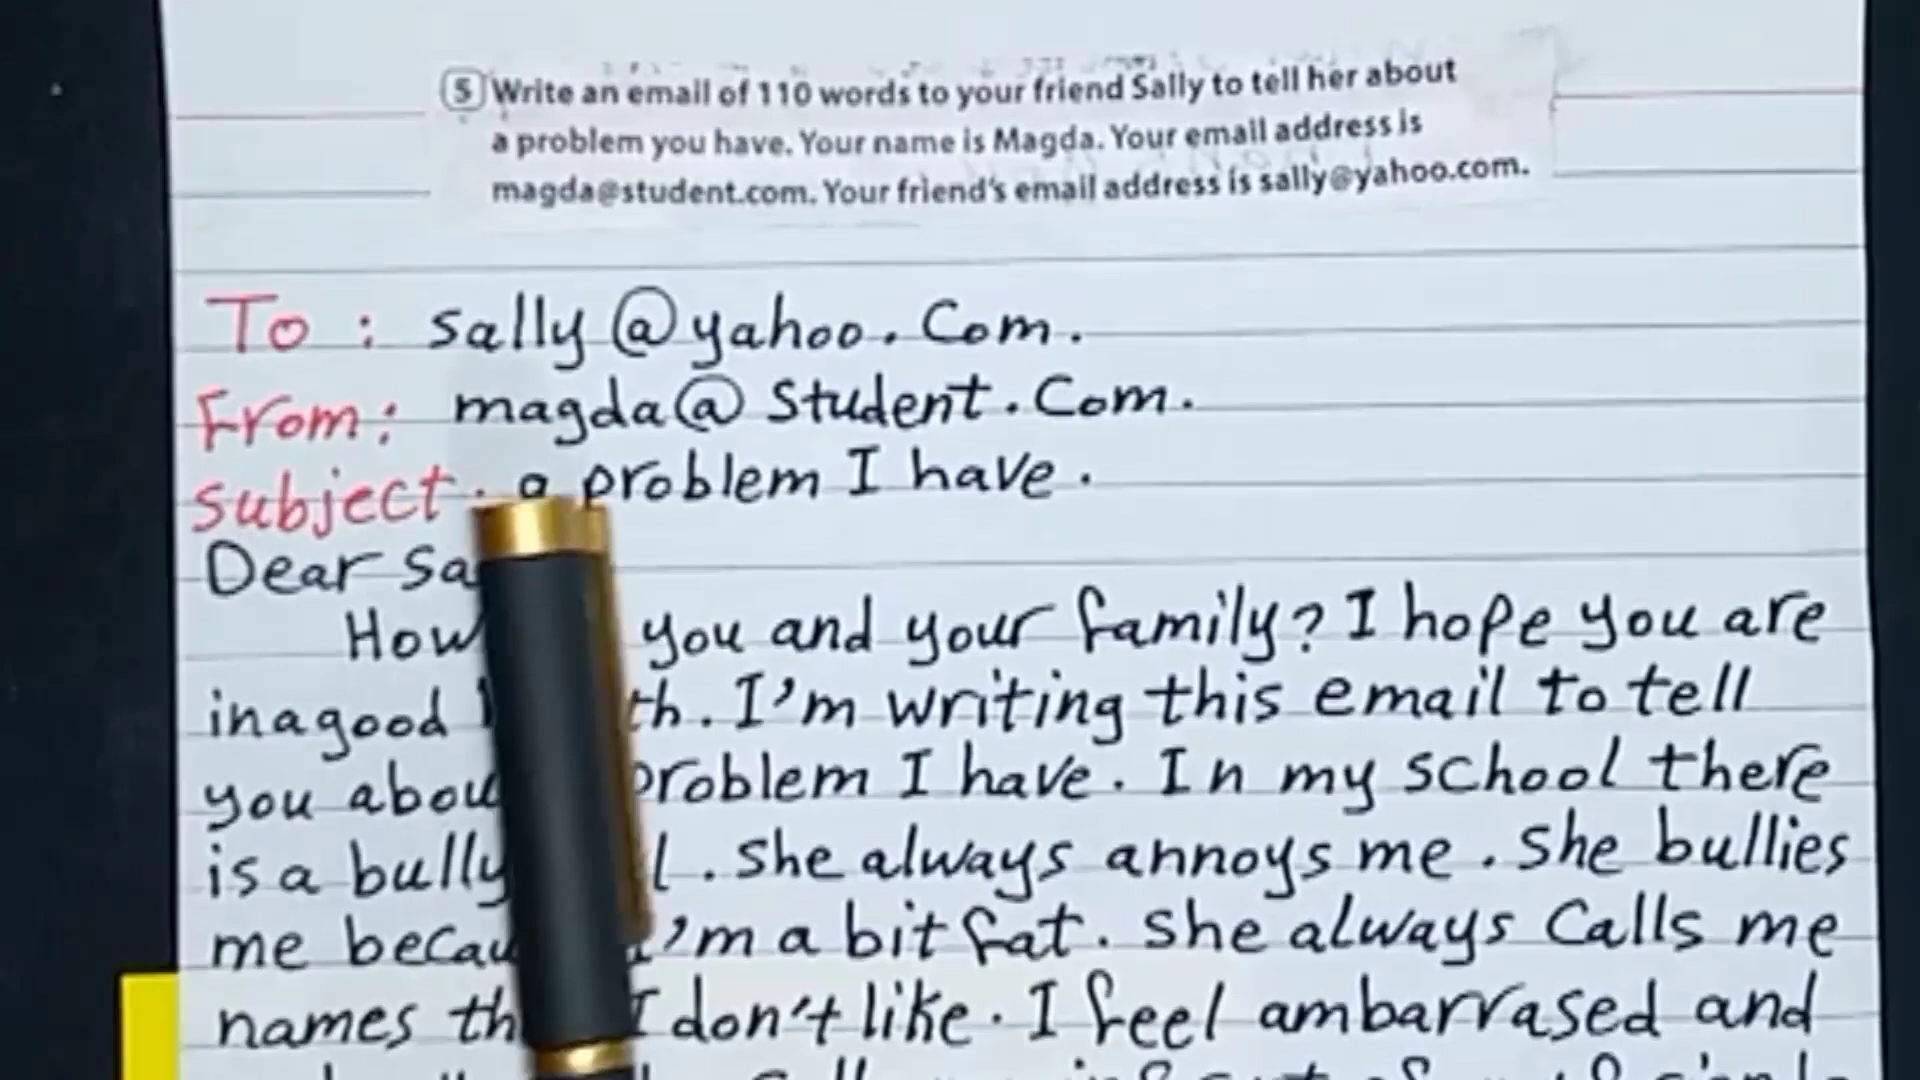 5 Write an email of 110 words to your friend Sally to tell her about
a problem you have. Your name is Magda. Your email address is
magda@student.com. Your friend's email address is sally@yahoo.com.
To : sally@yahoo.Com.
From: magda@Student.Com.
Subject: a problem I have.
Dear Sa
How you and your family? I hope you are
in a good th. I'm writing this email to tell
you abou problem I have. In my school there
is a bully l. She always annoys me. She bullies
me becau I'm a bit fat. She always Calls me
names th I don't like. I feel ambarrased and